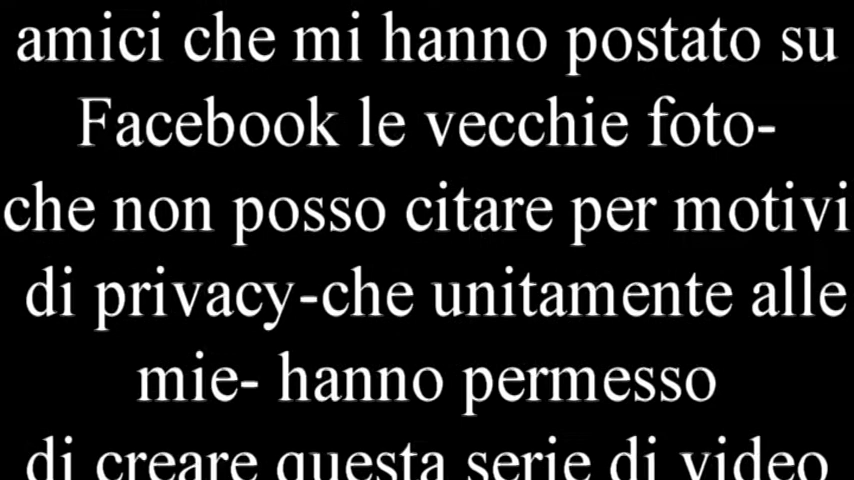 amici che mi hanno postato su
Facebook le vecchie foto-
che non posso citare per motivi
di privacy-che unitamente alle
mie- hanno permesso
di creare questa serie di video